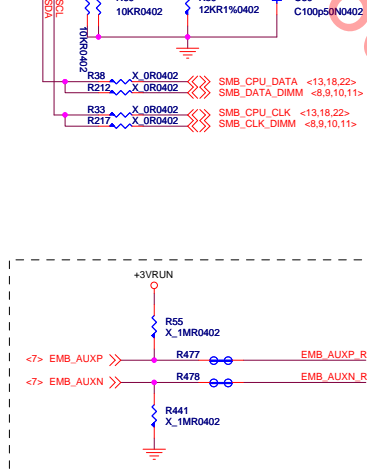 10KR0402
12KR1%0402
C100p50N0402
SDA
SCL
10KR0402
R38 X_0R0402 SMB_CPU_DATA <13,18,22>
R212 X_0R0402 SMB_DATA_DIMM <8,9,10,11>
R33 X_0R0402 SMB_CPU_CLK <13,18,22>
R217 X_0R0402 SMB_CLK_DIMM <8,9,10,11>
+3VRUN
R55
X_1MR0402
<7> EMB_AUXP R477 EMB_AUXP_R
<7> EMB_AUXN R478 EMB_AUXN_R
R441
X_1MR0402